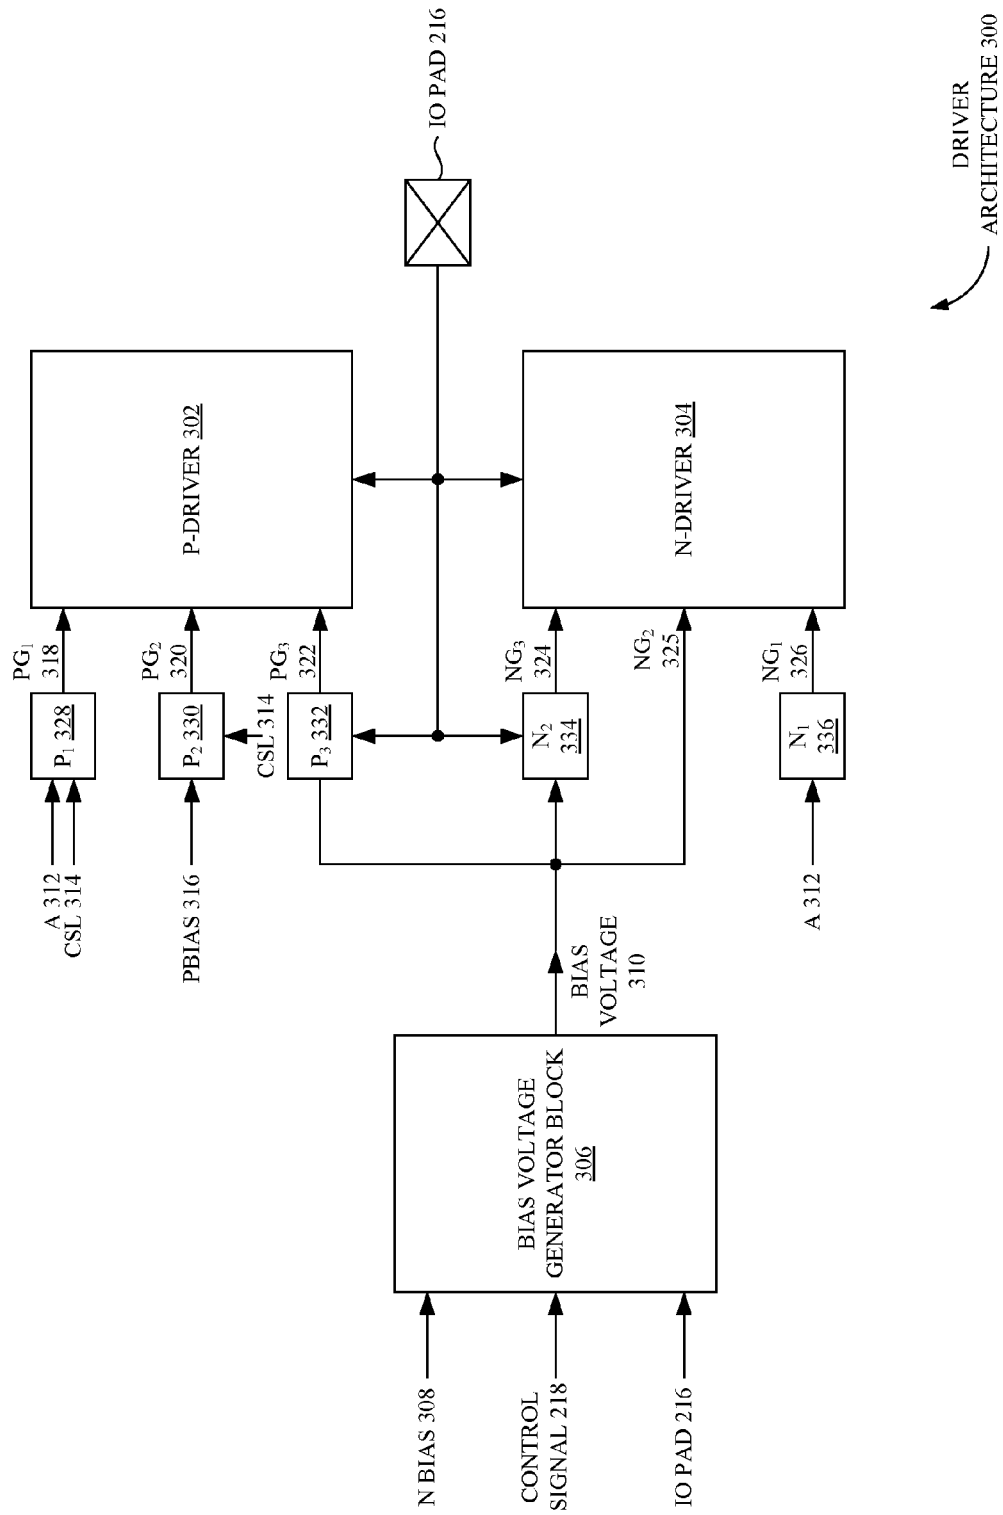 A 312
CSL 314
P1 328
PG1
318
P-DRIVER 302
PBIAS 316
P2 330
PG2
320
CSL 314
P3 332
PG3
322
IO PAD 216
N BIAS 308
CONTROL
SIGNAL 218
IO PAD 216
BIAS VOLTAGE
GENERATOR BLOCK
306
BIAS
VOLTAGE
310
N2
334
NG3
324
NG2
325
N-DRIVER 304
A 312
N1
336
NG1
326
DRIVER
ARCHITECTURE 300